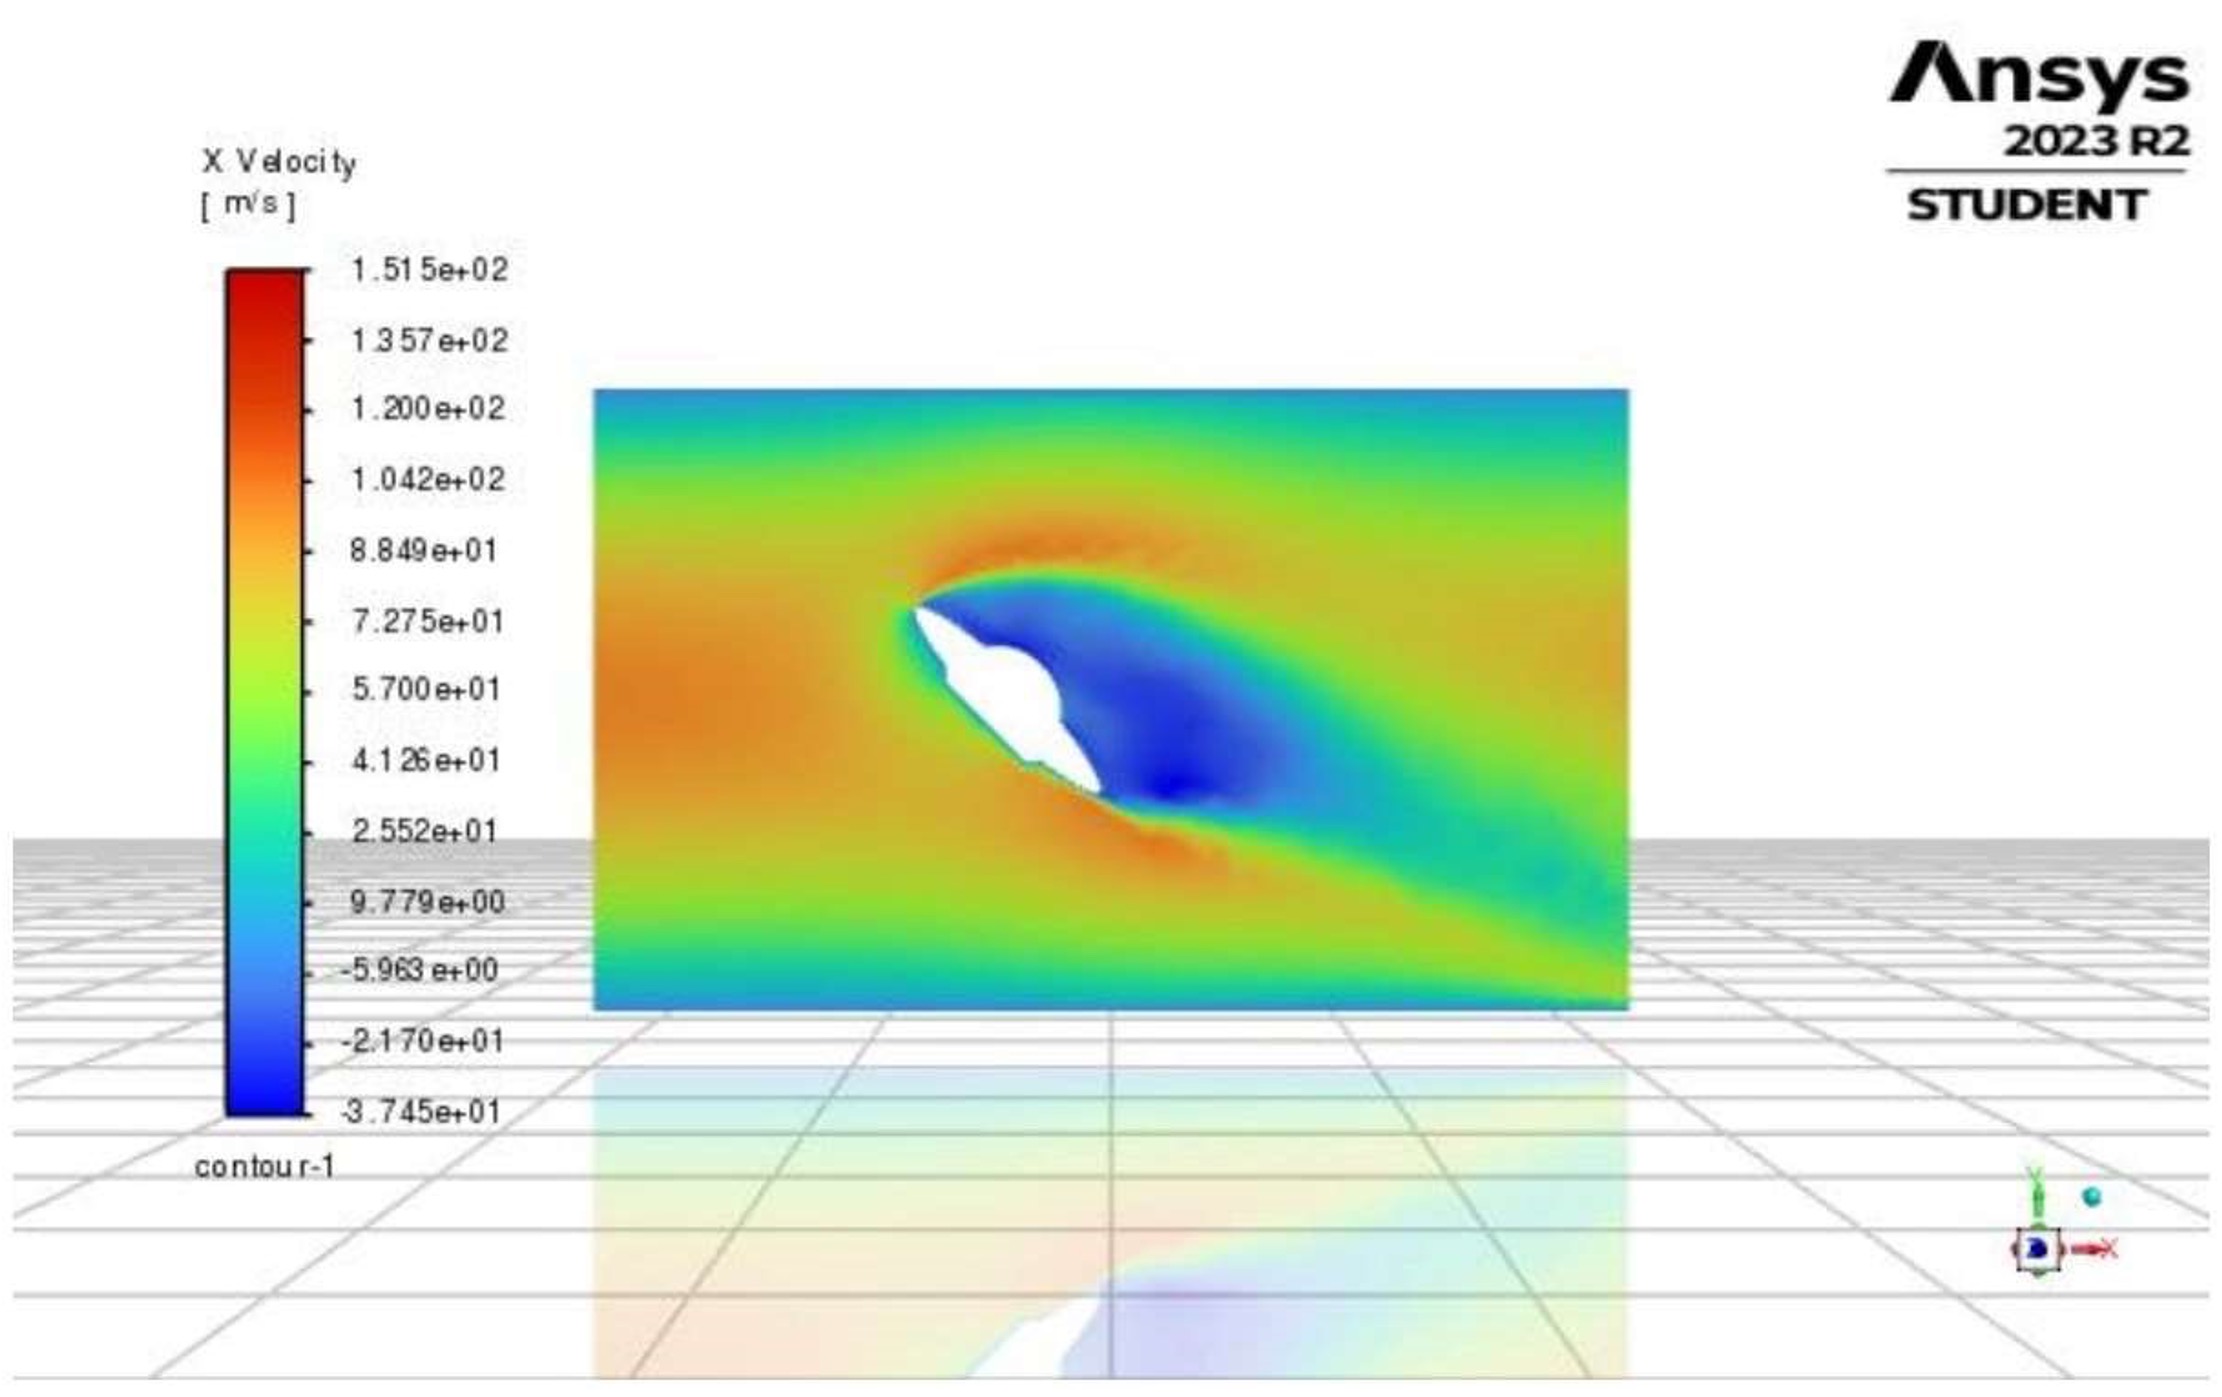 Ansys
2023 R2
STUDENT
X Velocity
[ m/s ]
1.515e+02
1.357e+02
1.200e+02
1.042e+02
8.849e+01
7.275e+01
5.700e+01
4.126e+01
2.552e+01
9.779e+00
-5.963e+00
-2.170e+01
-3.745e+01
contour-1
Y
X